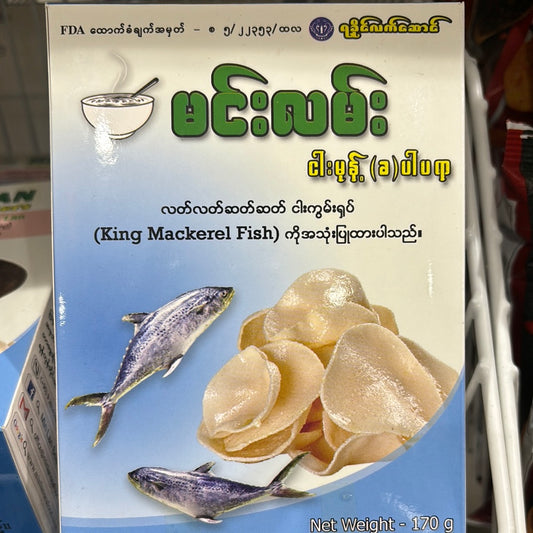 FDA ထောက်ခံချက်အမှတ် - စ ၅/၂၂၃၅၃/ထလ
ရခိုင်လက်ဆောင်
မင်းလမ်း
ငါးမုန့် (ခ) ပါပရာ
လတ်လတ်ဆတ်ဆတ် ငါးကွမ်းရှပ်
(King Mackerel Fish) ကိုအသုံးပြုထားပါသည်။
Net Weight - 170 g